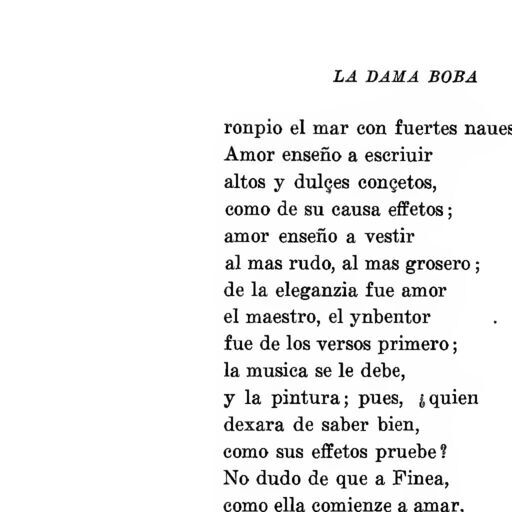 LA DAMA BOBA
ronpio el mar con fuertes naues
Amor enseño a escriuir
altos y dulçes conçetos,
como de su causa effetos;
amor enseño a vestir
al mas rudo, al mas grosero;
de la eleganzia fue amor
el maestro, el ynbentor
fue de los versos primero;
la musica se le debe,
y la pintura; pues, ¿quien
dexara de saber bien,
como sus effetos pruebe?
No dudo de que a Finea,
como ella comienze a amar,